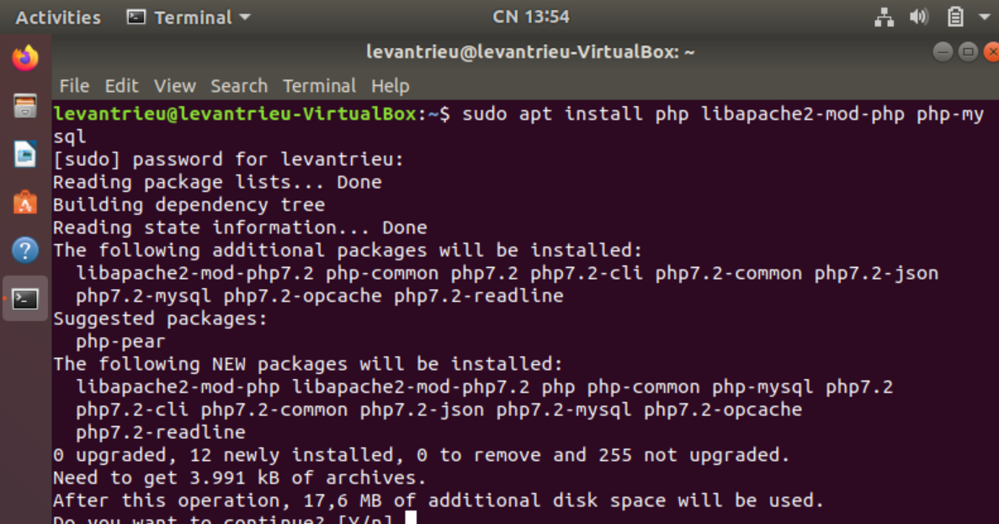 Activities Terminal CN 13:54
levantrieu@levantrieu-VirtualBox: ~
File Edit View Search Terminal Help
levantrieu@levantrieu-VirtualBox:~$ sudo apt install php libapache2-mod-php php-my
sql
[sudo] password for levantrieu:
Reading package lists... Done
Building dependency tree
Reading state information... Done
The following additional packages will be installed:
libapache2-mod-php7.2 php-common php7.2 php7.2-cli php7.2-common php7.2-json
php7.2-mysql php7.2-opcache php7.2-readline
Suggested packages:
php-pear
The following NEW packages will be installed:
libapache2-mod-php libapache2-mod-php7.2 php php-common php-mysql php7.2
php7.2-cli php7.2-common php7.2-json php7.2-mysql php7.2-opcache
php7.2-readline
0 upgraded, 12 newly installed, 0 to remove and 255 not upgraded.
Need to get 3.991 kB of archives.
After this operation, 17,6 MB of additional disk space will be used.
Do you want to continue? [Y/n]